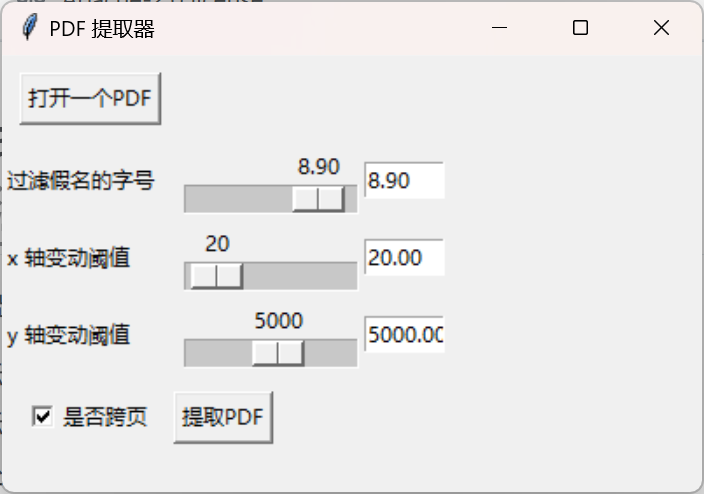 PDF 提取器
打开一个PDF
8.90
过滤假名的字号 8.90
20
x 轴变动阈值 20.00
5000
y 轴变动阈值 5000.00
是否跨页 提取PDF